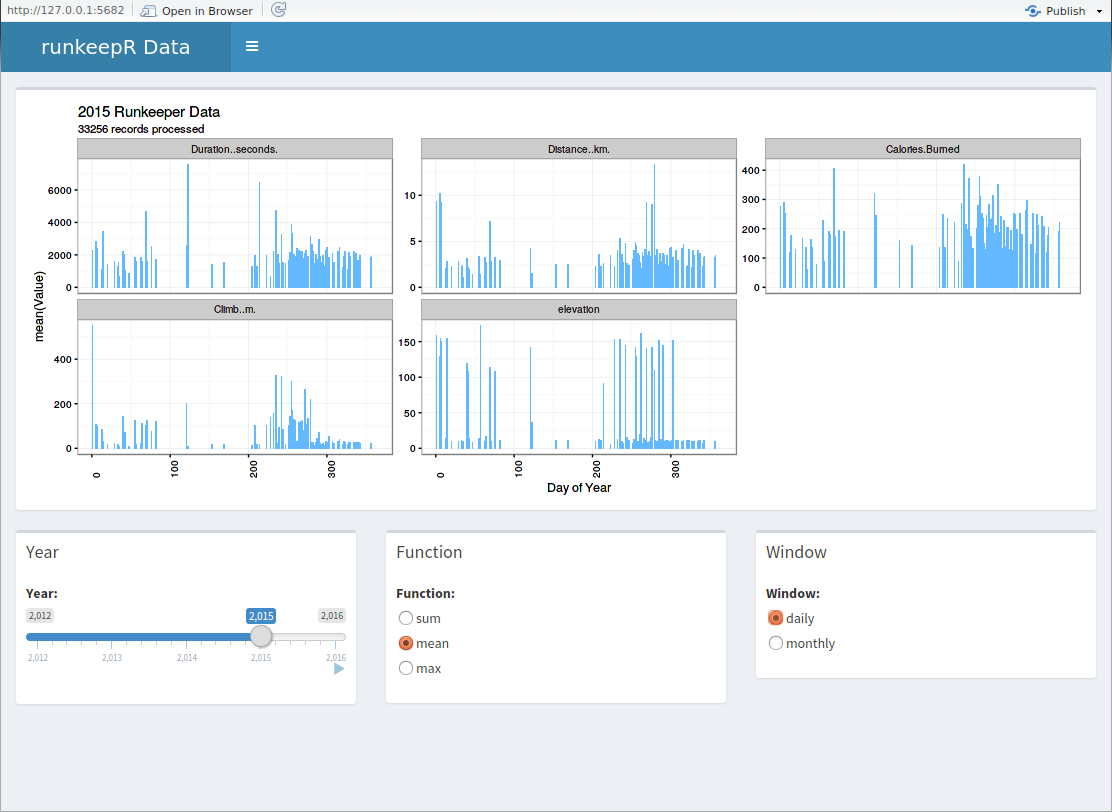 http://127.0.0.1:5682 Open in Browser Publish
runkeepR Data
2015 Runkeeper Data
33256 records processed
Duration..seconds. Distance..km. Calories.Burned
6000
4000
2000
0
10
5
0
400
300
200
100
0
mean(Value)
Climb..m. elevation
400
200
0
150
100
50
0
0 100 200 300 0 100 200 300
Day of Year
Year Function Window
Year:
2,012 2,015 2,016
2,012 2,013 2,014 2,015 2,016
Function:
sum
mean
max
Window:
daily
monthly